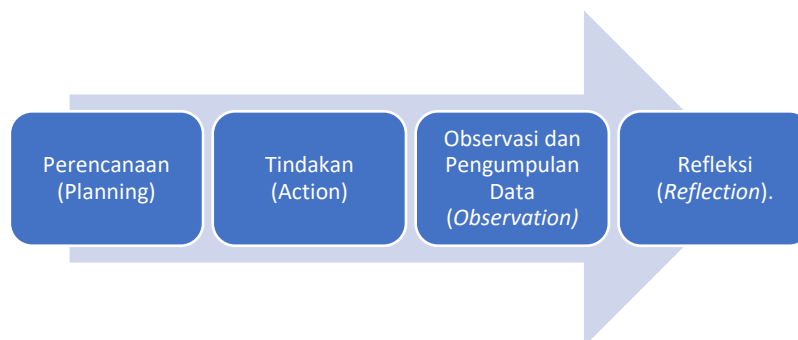 Perencanaan
(Planning)
Tindakan
(Action)
Observasi dan
Pengumpulan
Data
(Observation)
Refleksi
(Reflection).